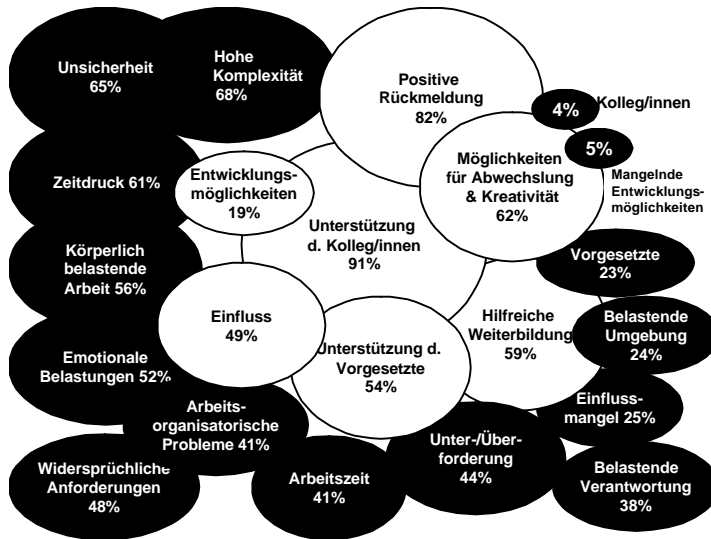 Unsicherheit
65%
Hohe
Komplexität
68%
Positive
Rückmeldung
82%
4%
Kolleg/innen
5%
Mangelnde
Entwicklungs-
möglichkeiten
Zeitdruck 61%
Entwicklungs-
möglichkeiten
19%
Möglichkeiten
für Abwechslung
& Kreativität
62%
Unterstützung
d. Kolleg/innen
91%
Körperlich
belastende
Arbeit 56%
Vorgesetzte
23%
Einfluss
49%
Hilfreiche
Weiterbildung
59%
Belastende
Umgebung
24%
Emotionale
Belastungen 52%
Unterstützung d.
Vorgesetzte
54%
Einfluss-
mangel 25%
Arbeits-
organisatorische
Probleme 41%
Unter-/Über-
forderung
44%
Widersprüchliche
Anforderungen
48%
Arbeitszeit
41%
Belastende
Verantwortung
38%